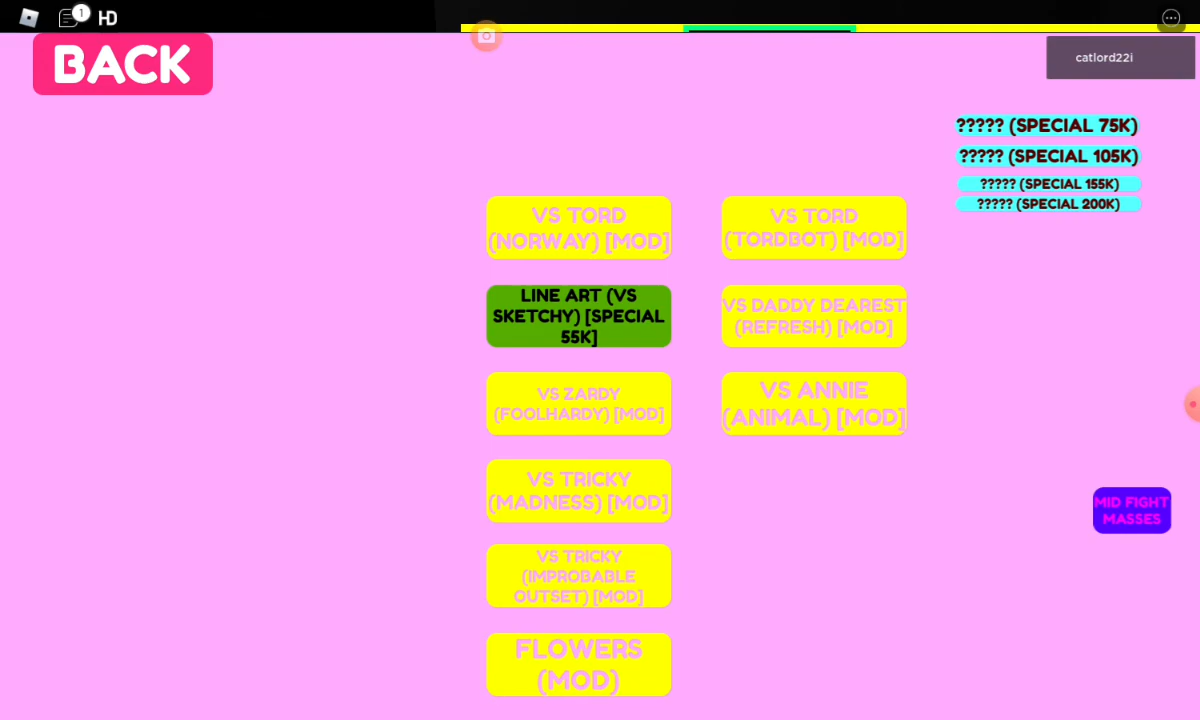 1
HD
BACK
catlord22i
????? (SPECIAL 75K)
????? (SPECIAL 105K)
????? (SPECIAL 155K)
????? (SPECIAL 200K)
VS TORD
(NORWAY) [MOD]
VS TORD
(TORDBOT) [MOD]
LINE ART (VS
SKETCHY) [SPECIAL
55K]
VS DADDY DEAREST
(REFRESH) [MOD]
VS ZARDY
(FOOLHARDY) [MOD]
VS ANNIE
(ANIMAL) [MOD]
VS TRICKY
(MADNESS) [MOD]
MID FIGHT
MASSES
VS TRICKY
(IMPROBABLE
OUTSET) [MOD]
FLOWERS
(MOD)